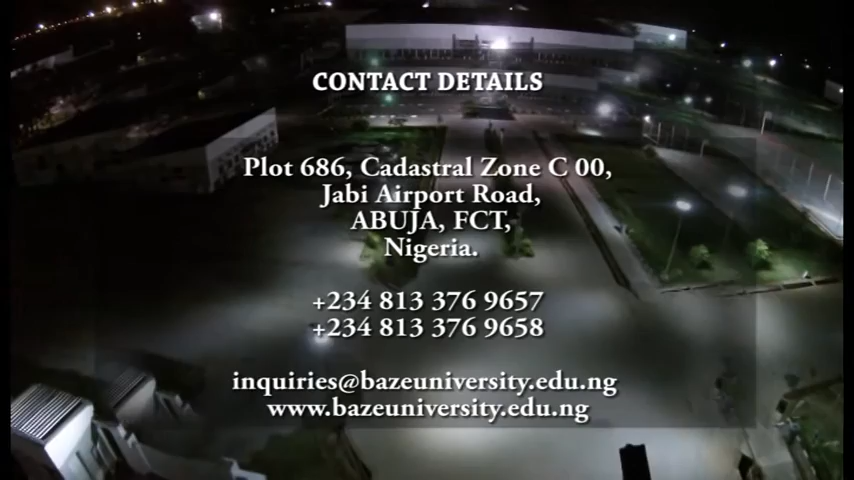 CONTACT DETAILS
Plot 686, Cadastral Zone C 00,
Jabi Airport Road,
ABUJA, FCT,
Nigeria.
+234 813 376 9657
+234 813 376 9658
inquiries@bazeuniversity.edu.ng
www.bazeuniversity.edu.ng